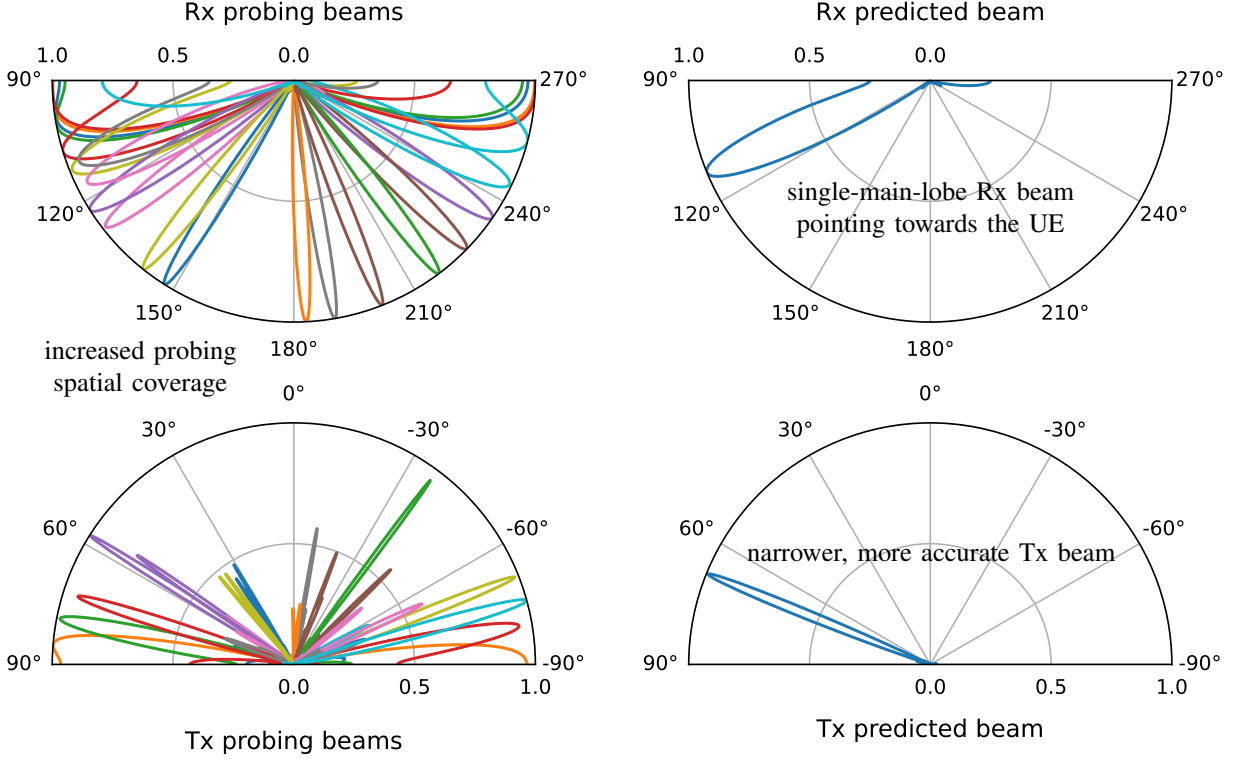 Rx probing beams
1.0 0.5 0.0
90° 270°
120° 240°
150° 210°
180°
increased probing
spatial coverage
Rx predicted beam
1.0 0.5 0.0
90° 270°
single-main-lobe Rx beam
pointing towards the UE
120° 240°
150° 210°
180°
0°
30° -30°
60° -60°
90° -90°
0.0 0.5 1.0
Tx probing beams
0°
30° -30°
60° -60°
narrower, more accurate Tx beam
90° -90°
0.0 0.5 1.0
Tx predicted beam